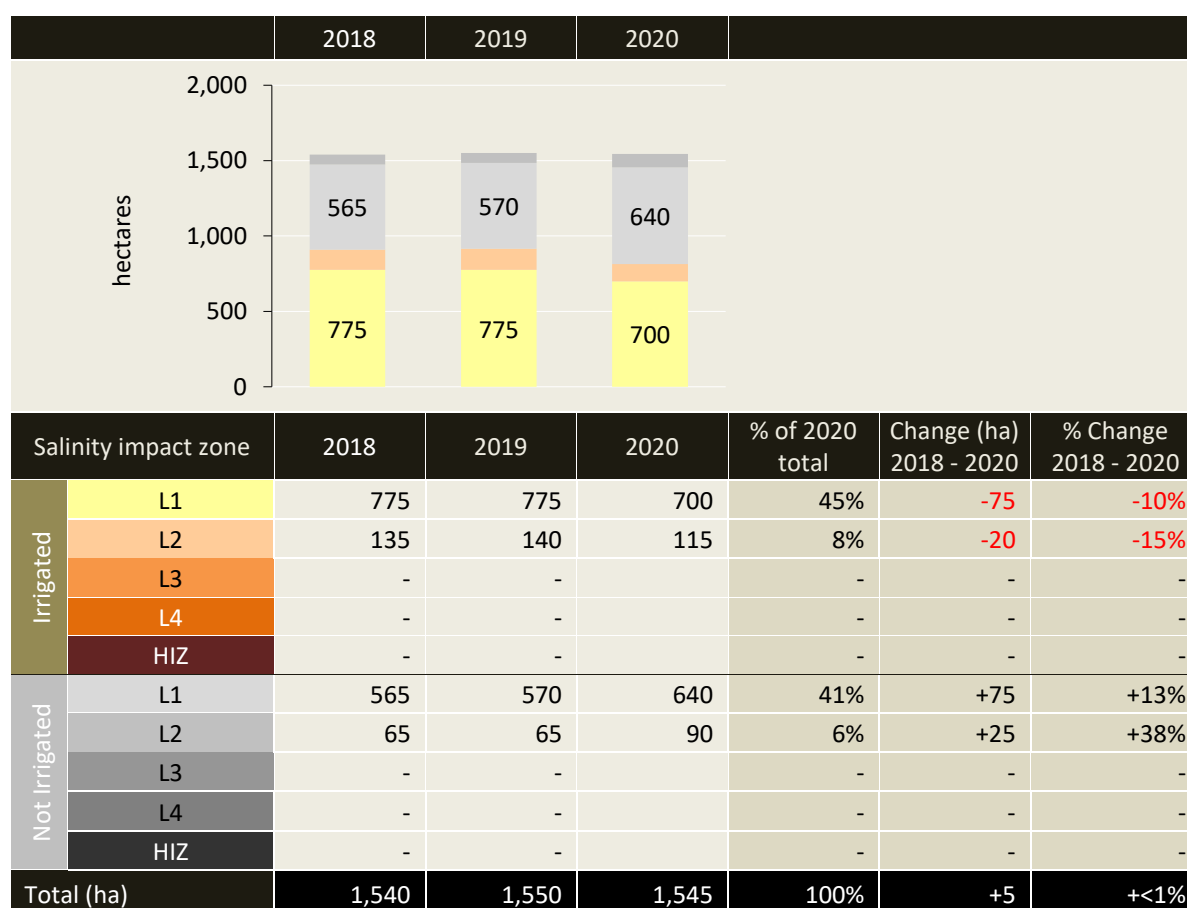 2018 2019 2020
2,000
1,500
1,000
500
0
hectares
565 570 640
775 775 700
Salinity impact zone 2018 2019 2020 % of 2020 total Change (ha) 2018 - 2020 % Change 2018 - 2020
Irrigated
L1 775 775 700 45% -75 -10%
L2 135 140 115 8% -20 -15%
L3 - - - - -
L4 - - - - -
HIZ - - - - -
Not Irrigated
L1 565 570 640 41% +75 +13%
L2 65 65 90 6% +25 +38%
L3 - - - - -
L4 - - - - -
HIZ - - - - -
Total (ha) 1,540 1,550 1,545 100% +5 +<1%